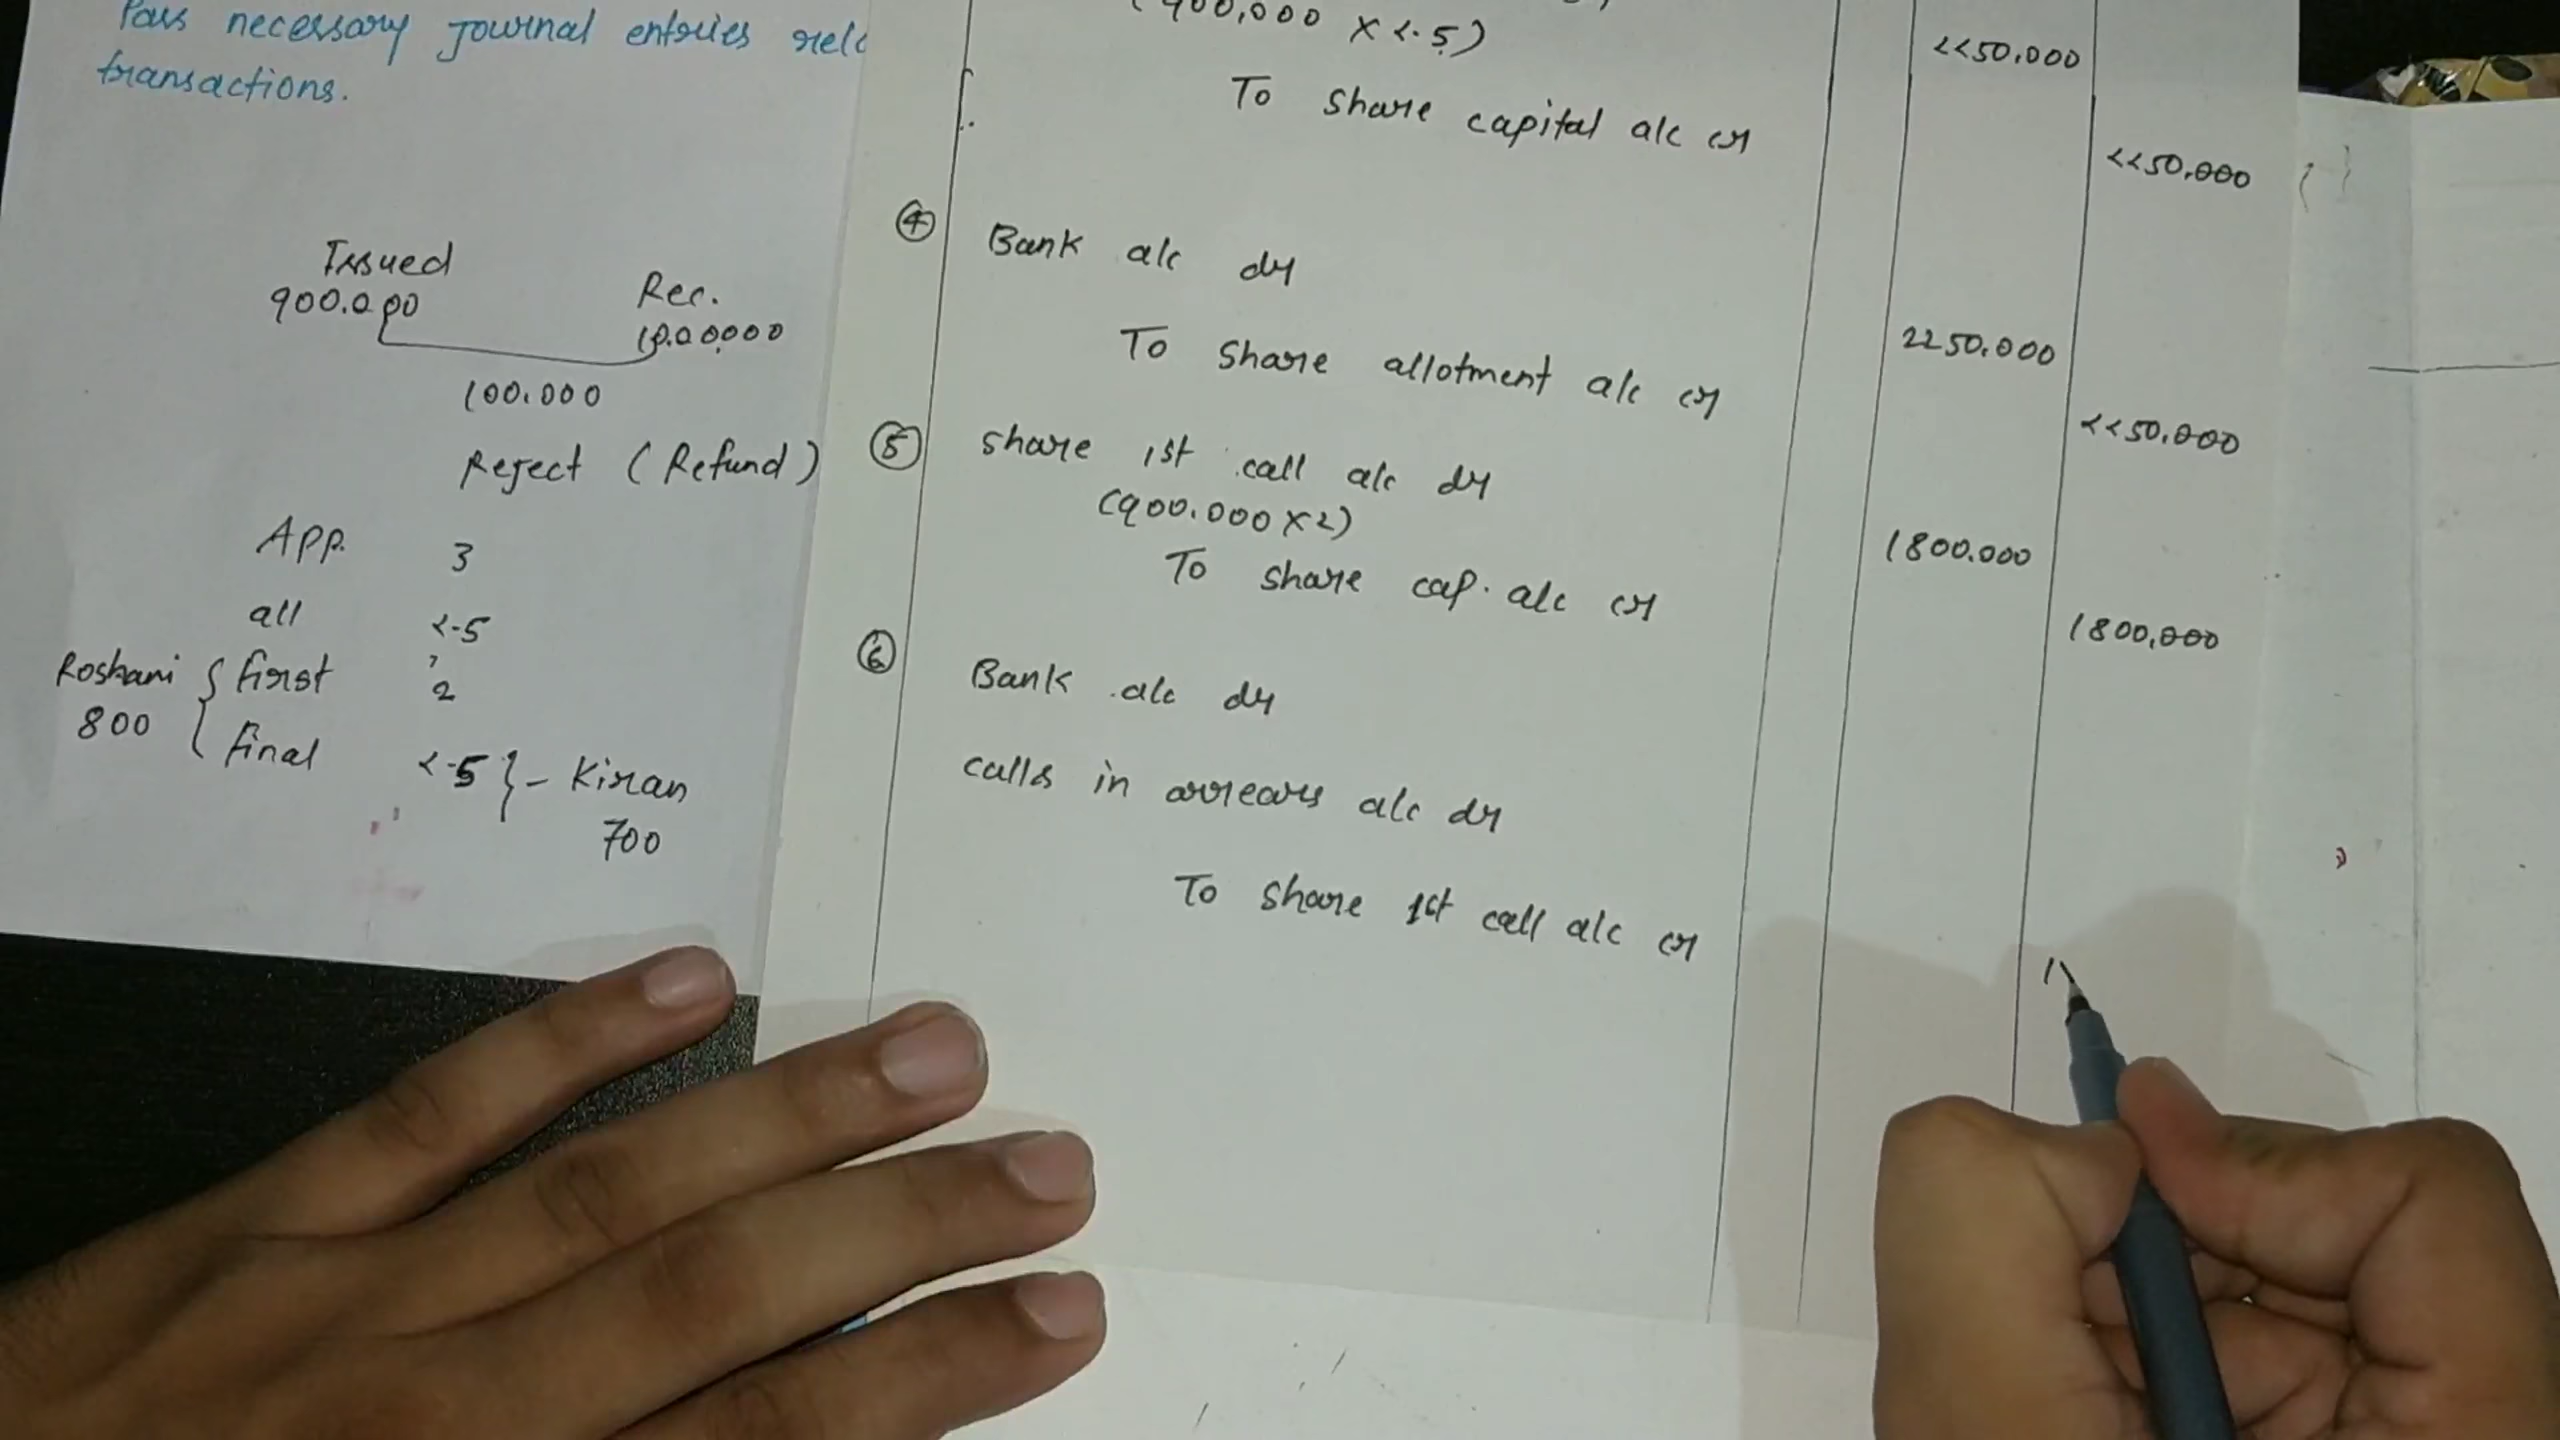 Pass necessary journal entries rel
transactions.
Issued
900.000
Rec.
10.00000
100.000
Reject (Refund)
App. 3
all 2.5
Roshani { first 2
800 final 2.5 } - Kiran
700
(900,000 x 2.5)
2250,000
To share capital a/c cr
2250,000
④ Bank a/c dr
2250.000
To share allotment a/c cr
2250,000
⑤ share 1st call a/c dr
(900.000 x 2)
1800.000
To share cap. a/c cr
1800,000
⑥ Bank a/c dr
calls in arrears a/c dr
To share 1st call a/c cr